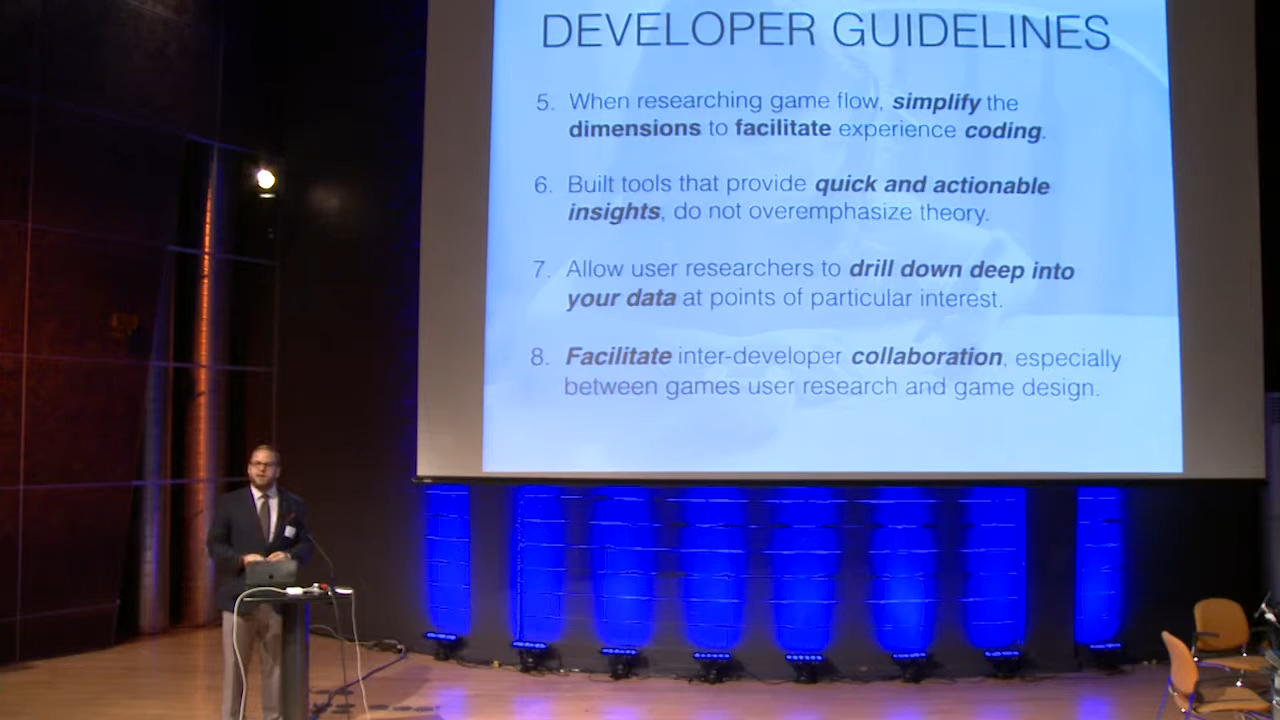 DEVELOPER GUIDELINES
5. When researching game flow, simplify the
dimensions to facilitate experience coding.
6. Built tools that provide quick and actionable
insights, do not overemphasize theory.
7. Allow user researchers to drill down deep into
your data at points of particular interest.
8. Facilitate inter-developer collaboration, especially
between games user research and game design.